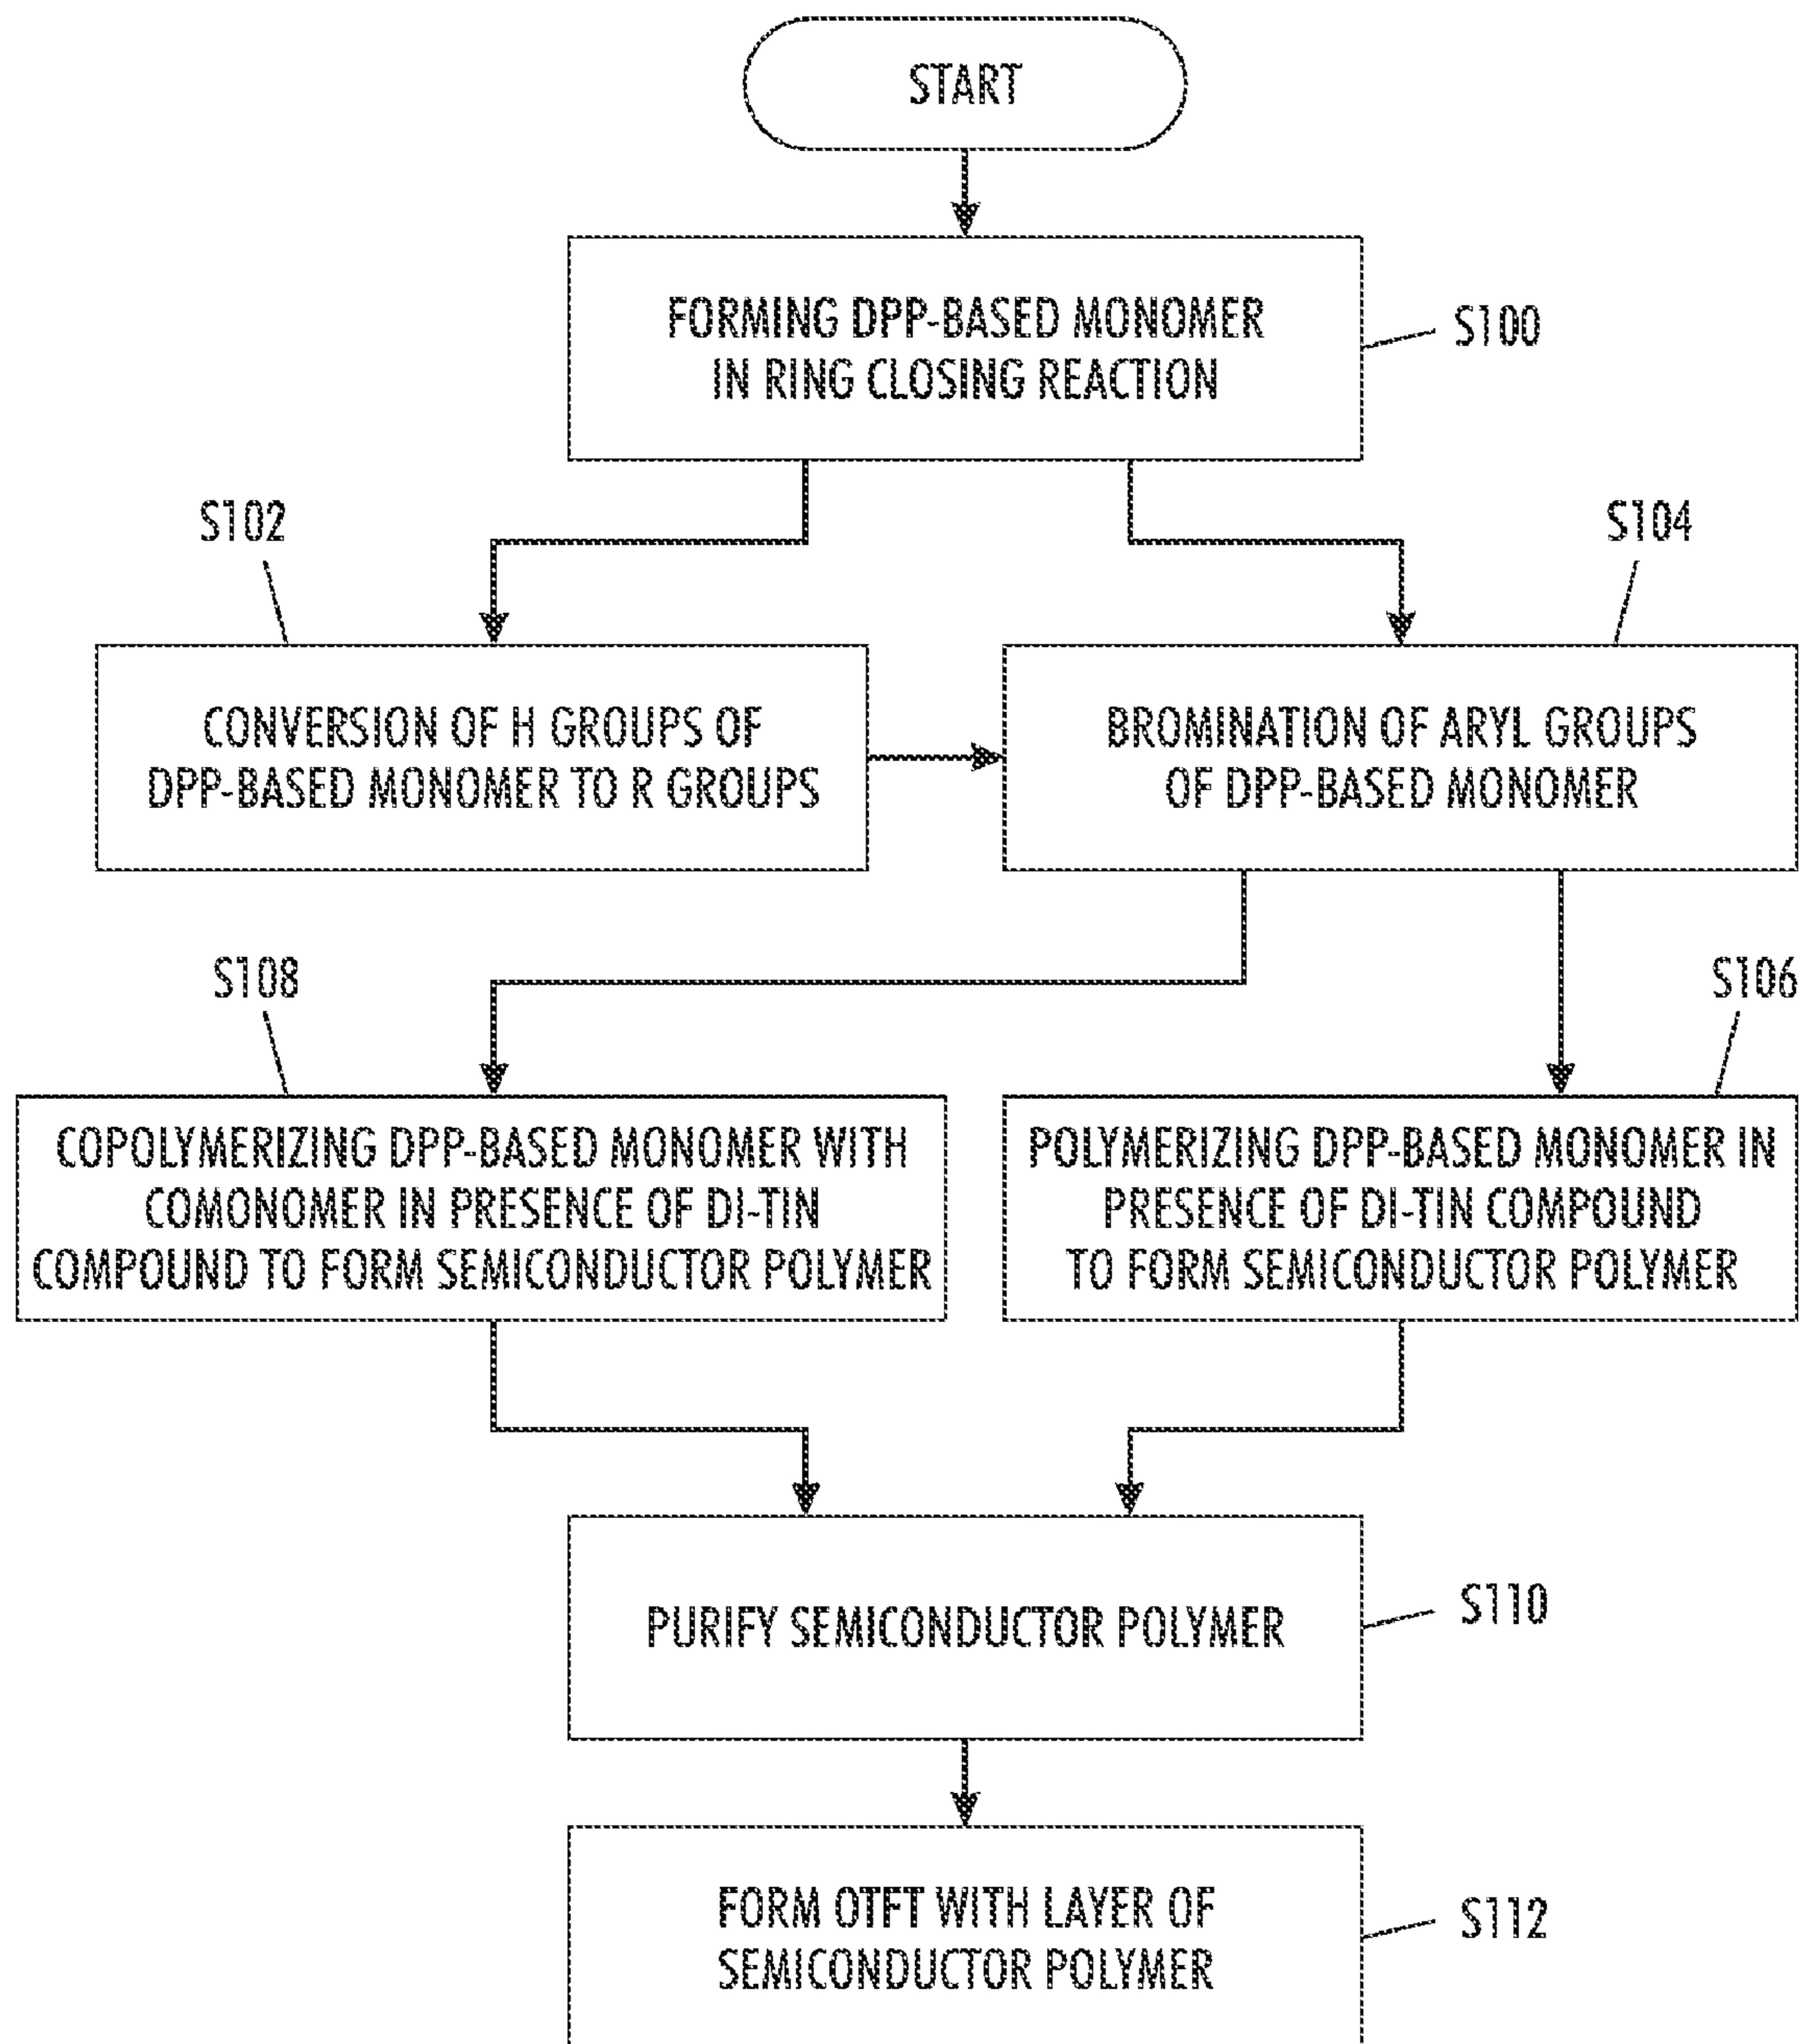 START
FORMING DPP-BASED MONOMER
IN RING CLOSING REACTION
S100
S102
S104
CONVERSION OF H GROUPS OF
DPP-BASED MONOMER TO R GROUPS
BROMINATION OF ARYL GROUPS
OF DPP-BASED MONOMER
S108
S106
COPOLYMERIZING DPP-BASED MONOMER WITH
COMONOMER IN PRESENCE OF DI-TIN
COMPOUND TO FORM SEMICONDUCTOR POLYMER
POLYMERIZING DPP-BASED MONOMER IN
PRESENCE OF DI-TIN COMPOUND
TO FORM SEMICONDUCTOR POLYMER
PURIFY SEMICONDUCTOR POLYMER
S110
FORM OTFT WITH LAYER OF
SEMICONDUCTOR POLYMER
S112